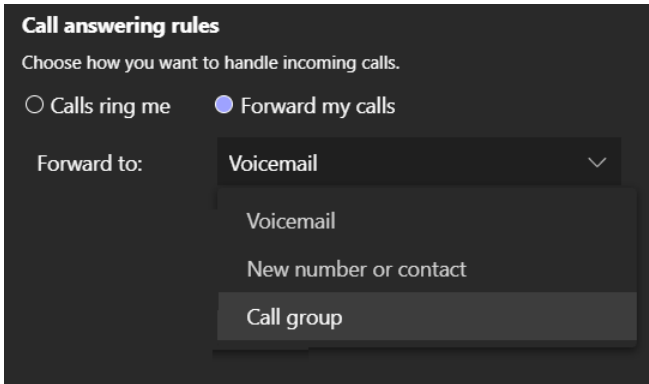 Call answering rules
Choose how you want to handle incoming calls.
Calls ring me Forward my calls
Forward to: Voicemail
Voicemail
New number or contact
Call group